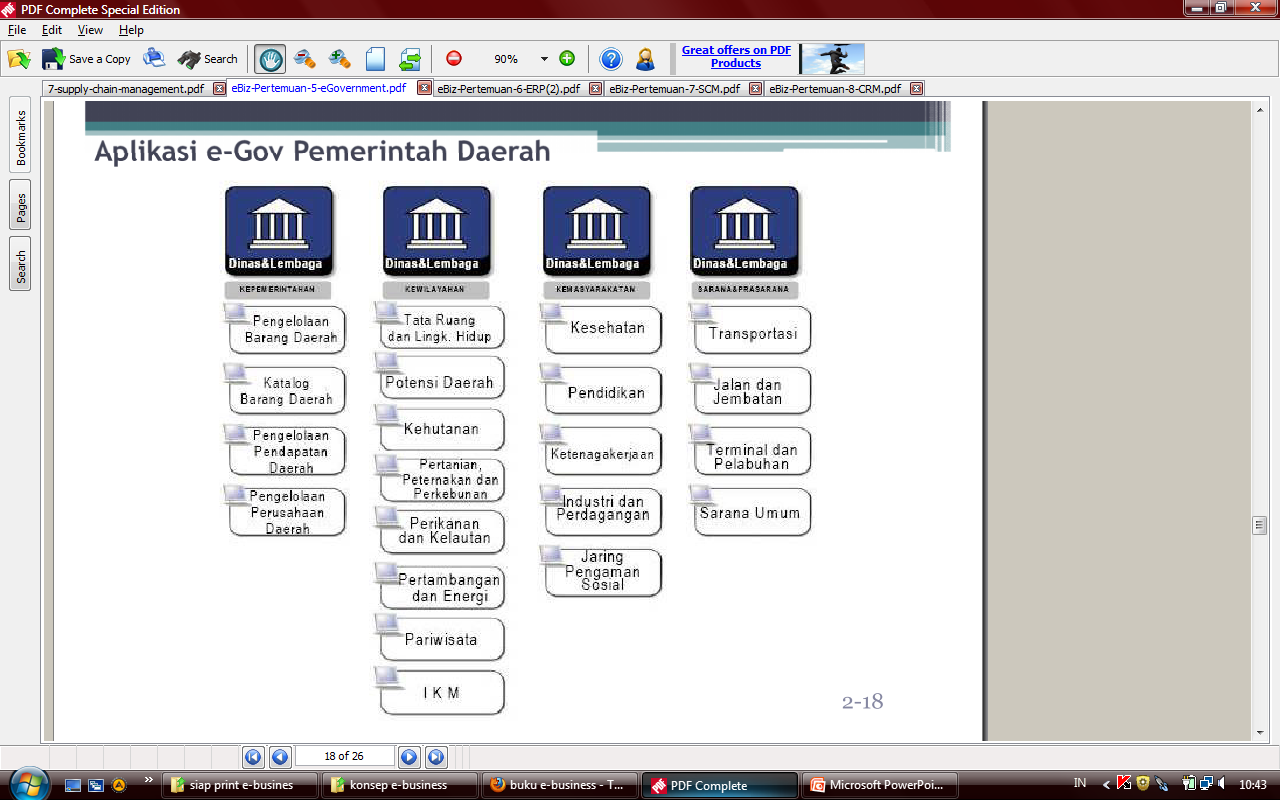 PDF Complete Special Edition
File Edit View Help
Save a Copy Search 90% Great offers on PDF
Products
7-supply-chain-management.pdf eBiz-Pertemuan-5-eGovernment.pdf eBiz-Pertemuan-6-ERP(2).pdf eBiz-Pertemuan-7-SCM.pdf eBiz-Pertemuan-8-CRM.pdf
Bookmarks
Pages
Search
Aplikasi e-Gov Pemerintah Daerah
Dinas&Lembaga
KEPEMERINTAHAN
Pengelolaan
Barang Daerah
Katalog
Barang Daerah
Pengelolaan
Pendapatan
Daerah
Pengelolaan
Perusahaan
Daerah
Dinas&Lembaga
KEWILAYAHAN
Tata Ruang
dan Lingk. Hidup
Potensi Daerah
Kehutanan
Pertanian,
Peternakan dan
Perkebunan
Perikanan
dan Kelautan
Pertambangan
dan Energi
Pariwisata
I K M
Dinas&Lembaga
KEMASYARAKATAN
Kesehatan
Pendidikan
Ketenagakerjaan
Industri dan
Perdagangan
Jaring
Pengaman
Sosial
Dinas&Lembaga
SARANA&PRASARANA
Transportasi
Jalan dan
Jembatan
Terminal dan
Pelabuhan
Sarana Umum
2-18
18 of 26
siap print e-busines konsep e-business buku e-business - T... PDF Complete Microsoft PowerPoi... IN 10:43